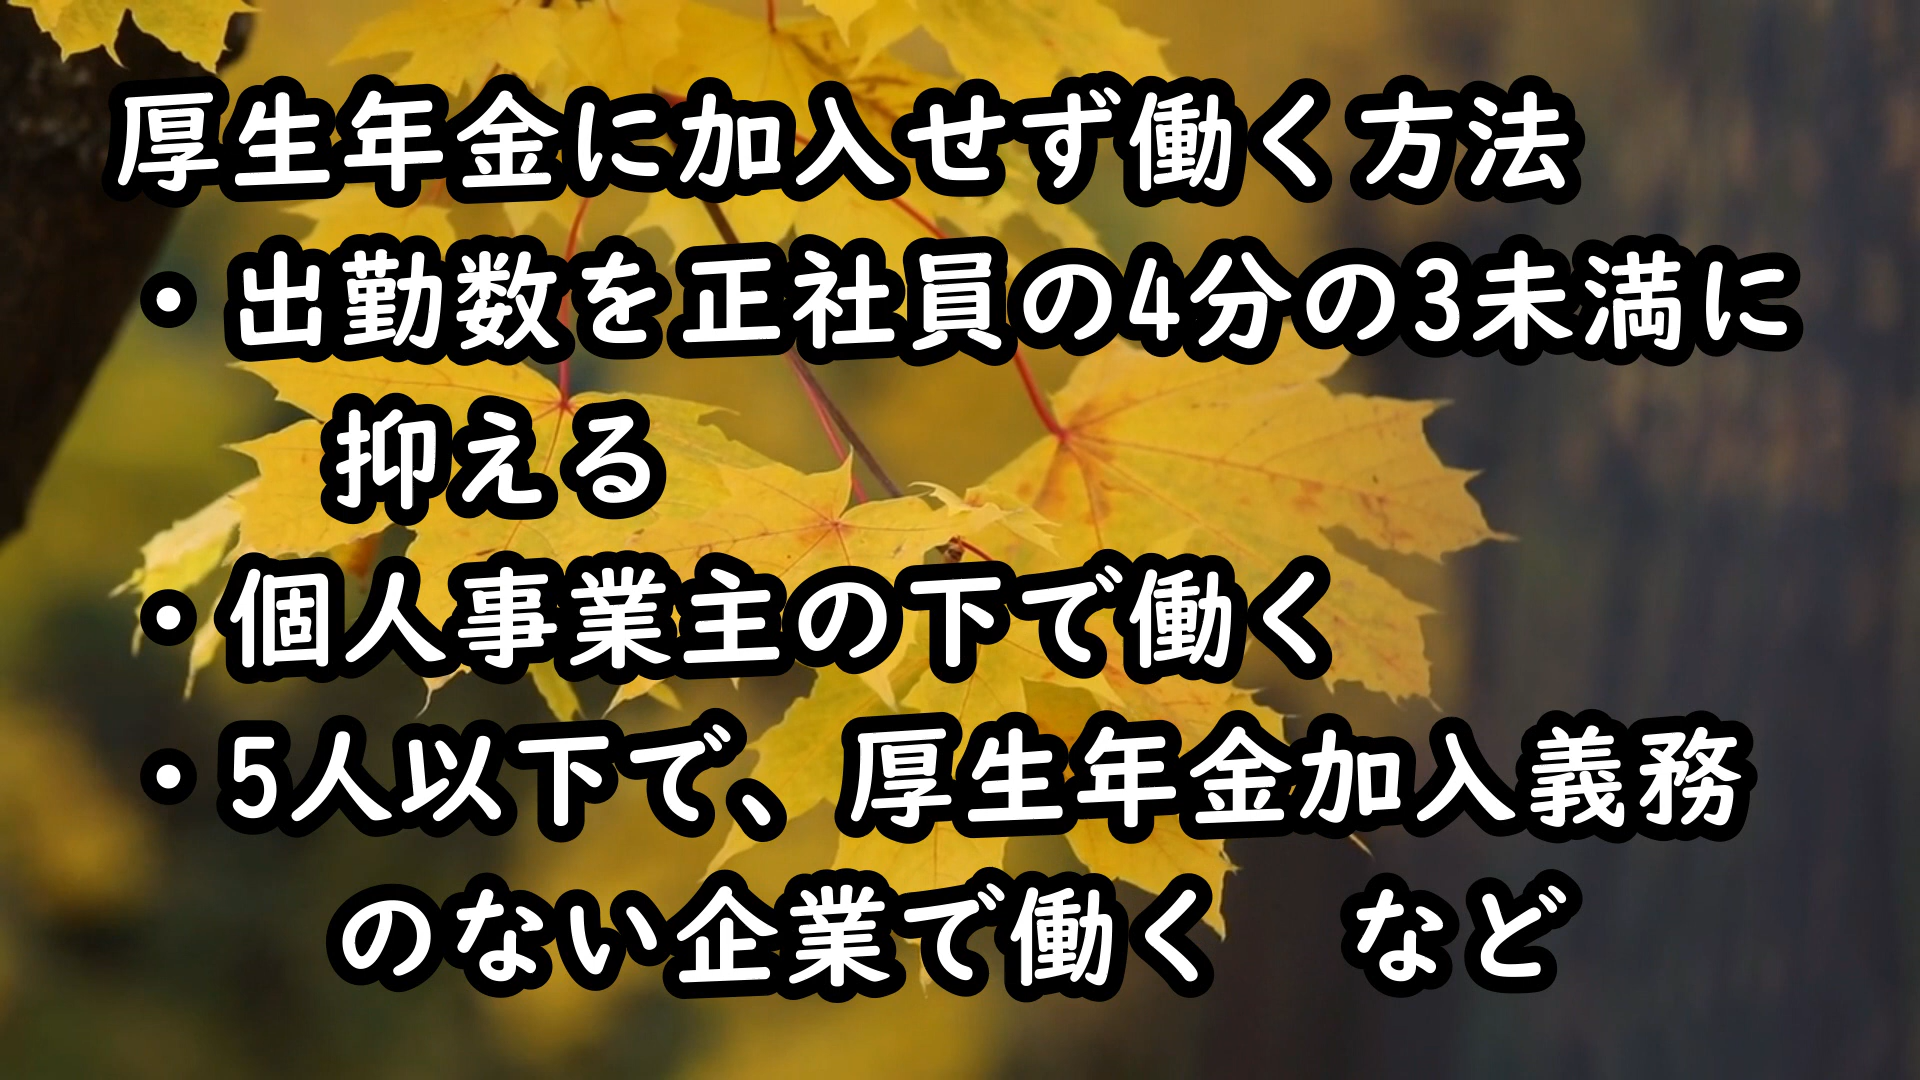 厚生年金に加入せず働く方法
・出勤数を正社員の4分の3未満に
抑える
・個人事業主の下で働く
・5人以下で、厚生年金加入義務
のない企業で働く　など